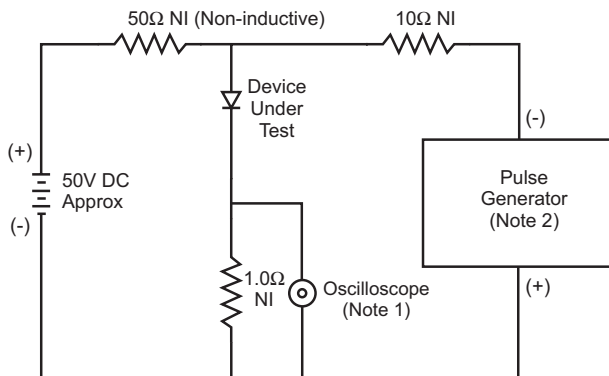 50Ω NI (Non-inductive)
10Ω NI
Device
Under
Test
(+)
50V DC
Approx
(-)
(-)
Pulse
Generator
(Note 2)
(+)
1.0Ω
NI
Oscilloscope
(Note 1)